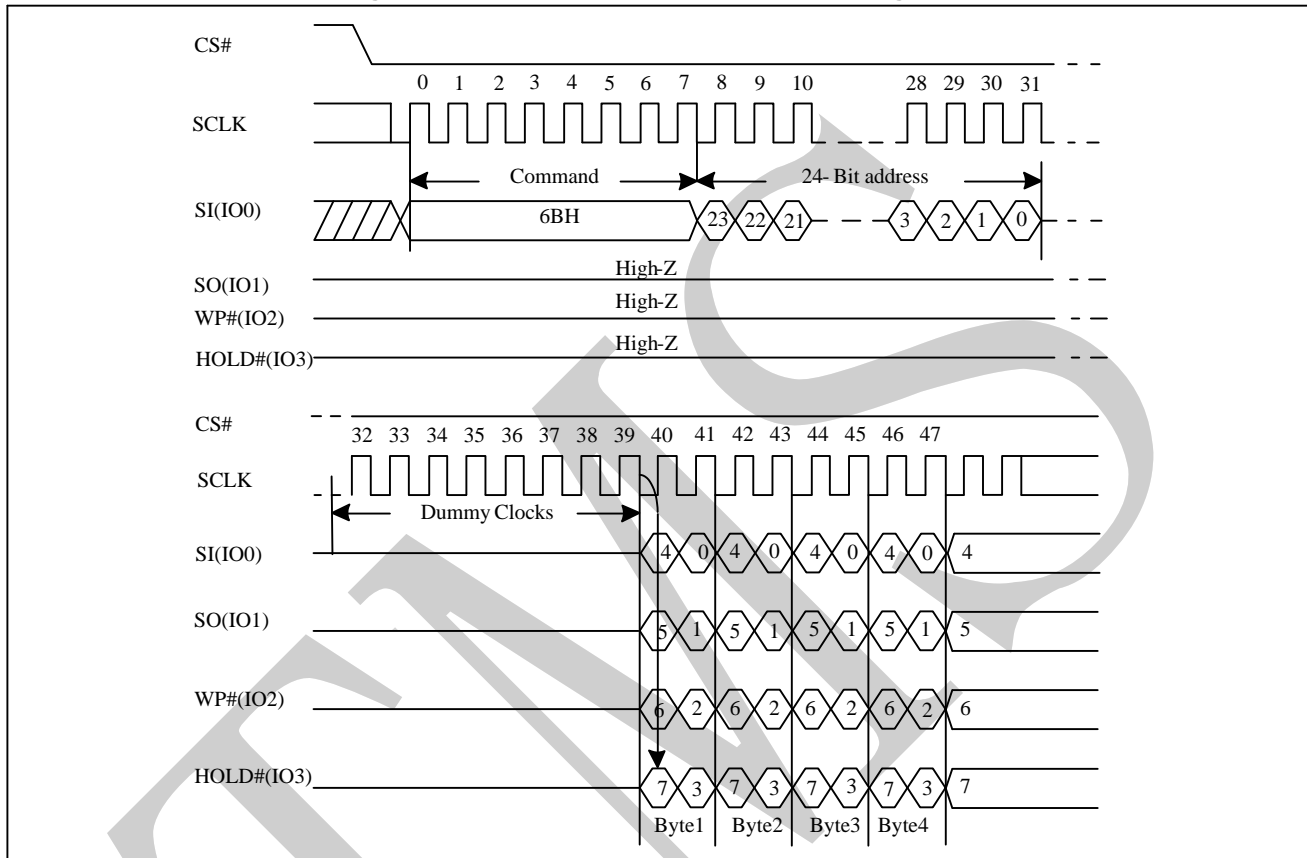 CS#
0 1 2 3 4 5 6 7 8 9 10 28 29 30 31
SCLK
Command 24- Bit address
SI(IO0) 6BH 23 22 21 3 2 1 0
High-Z
SO(IO1)
High-Z
WP#(IO2)
High-Z
HOLD#(IO3)
CS#
32 33 34 35 36 37 38 39 40 41 42 43 44 45 46 47
SCLK
Dummy Clocks
SI(IO0) 4 0 4 0 4 0 4 0 4
SO(IO1) 5 1 5 1 5 1 5 1 5
WP#(IO2) 6 2 6 2 6 2 6 2 6
HOLD#(IO3) 7 3 7 3 7 3 7 3 7
Byte1 Byte2 Byte3 Byte4